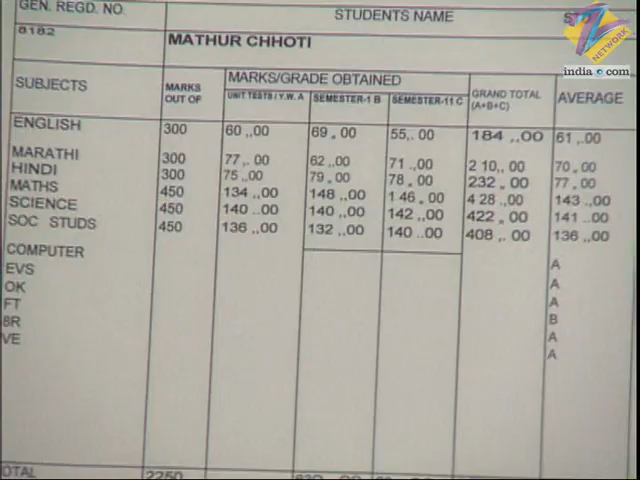 GEN. REGD. NO. STUDENTS NAME
8182 MATHUR CHHOTI
Z NETWORK
india.com
SUBJECTS MARKS OUT OF MARKS/GRADE OBTAINED GRAND TOTAL (A+B+C) AVERAGE
UNIT TESTS / Y.W. A SEMESTER-1 B SEMESTER-11 C
ENGLISH 300 60 ,,00 69 . 00 55,. 00 184 ,,00 61 ,.00
MARATHI 300 77,. 00 62 ,,00 71 ,. 00 2 10,, 00 70 . 00
HINDI 300 75,, 00 79. 00 78 . 00 232 . 00 77 . 00
MATHS 450 134 ,,00 148 ,,00 1 46 . 00 4 28 ,,00 143 ,,00
SCIENCE 450 140 ..00 140 ,,00 142 ,,00 422 . 00 141 ..00
SOC STUDS 450 136 ,,00 132 ,,00 140 ..00 408 ,. 00 136 ,,00
COMPUTER A
EVS A
OK A
FT B
8R A
VE A
OTAL 2250